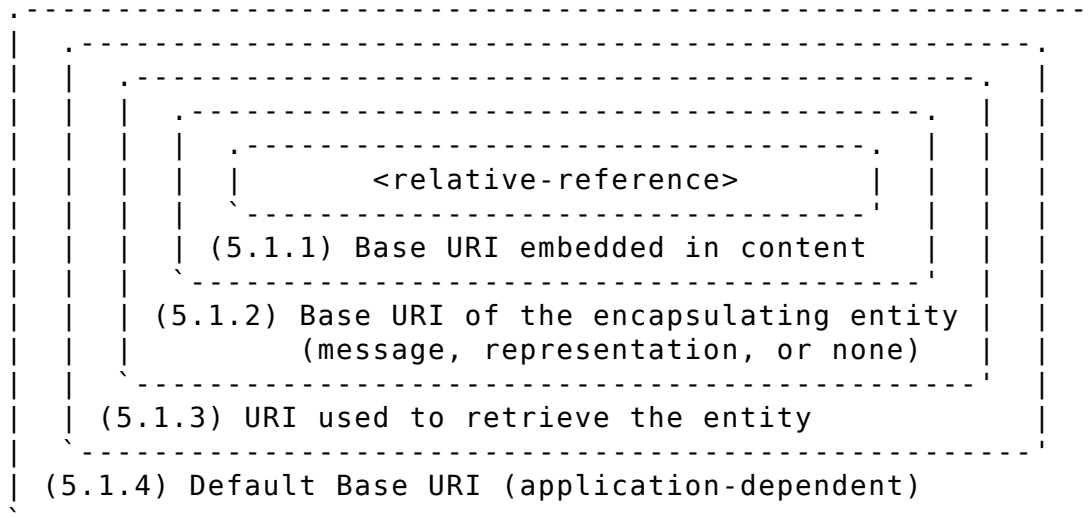 <relative-reference>
(5.1.1) Base URI embedded in content
(5.1.2) Base URI of the encapsulating entity
(message, representation, or none)
(5.1.3) URI used to retrieve the entity
(5.1.4) Default Base URI (application-dependent)